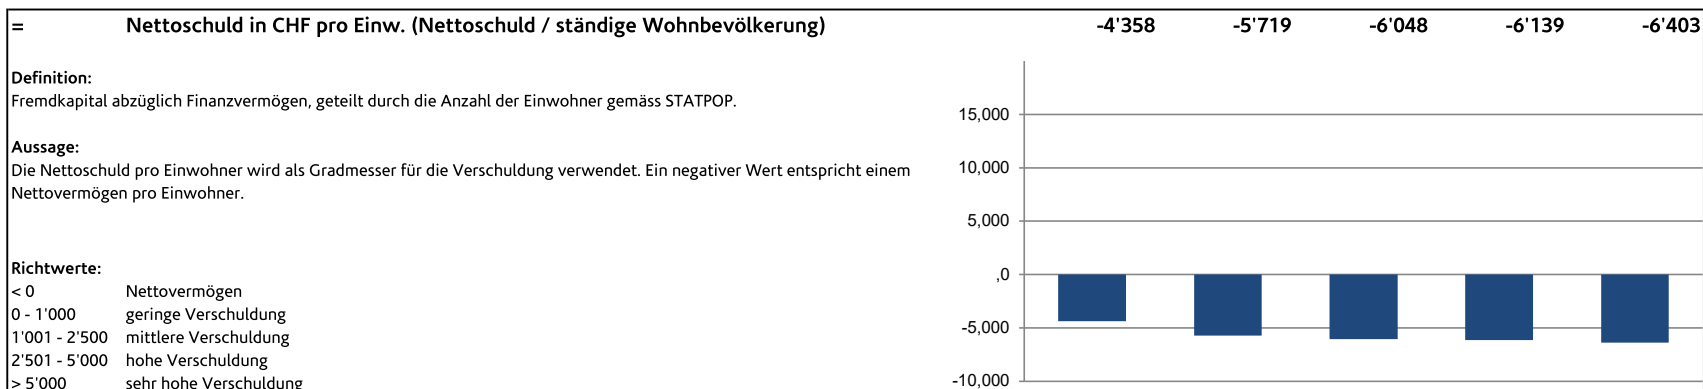 = Nettoschuld in CHF pro Einw. (Nettoschuld / ständige Wohnbevölkerung) -4'358 -5'719 -6'048 -6'139 -6'403
Definition:
Fremdkapital abzüglich Finanzvermögen, geteilt durch die Anzahl der Einwohner gemäss STATPOP.
Aussage:
Die Nettoschuld pro Einwohner wird als Gradmesser für die Verschuldung verwendet. Ein negativer Wert entspricht einem
Nettovermögen pro Einwohner.
Richtwerte:
< 0 Nettovermögen
0 - 1'000 geringe Verschuldung
1'001 - 2'500 mittlere Verschuldung
2'501 - 5'000 hohe Verschuldung
> 5'000 sehr hohe Verschuldung
15,000
10,000
5,000
,0
-5,000
-10,000